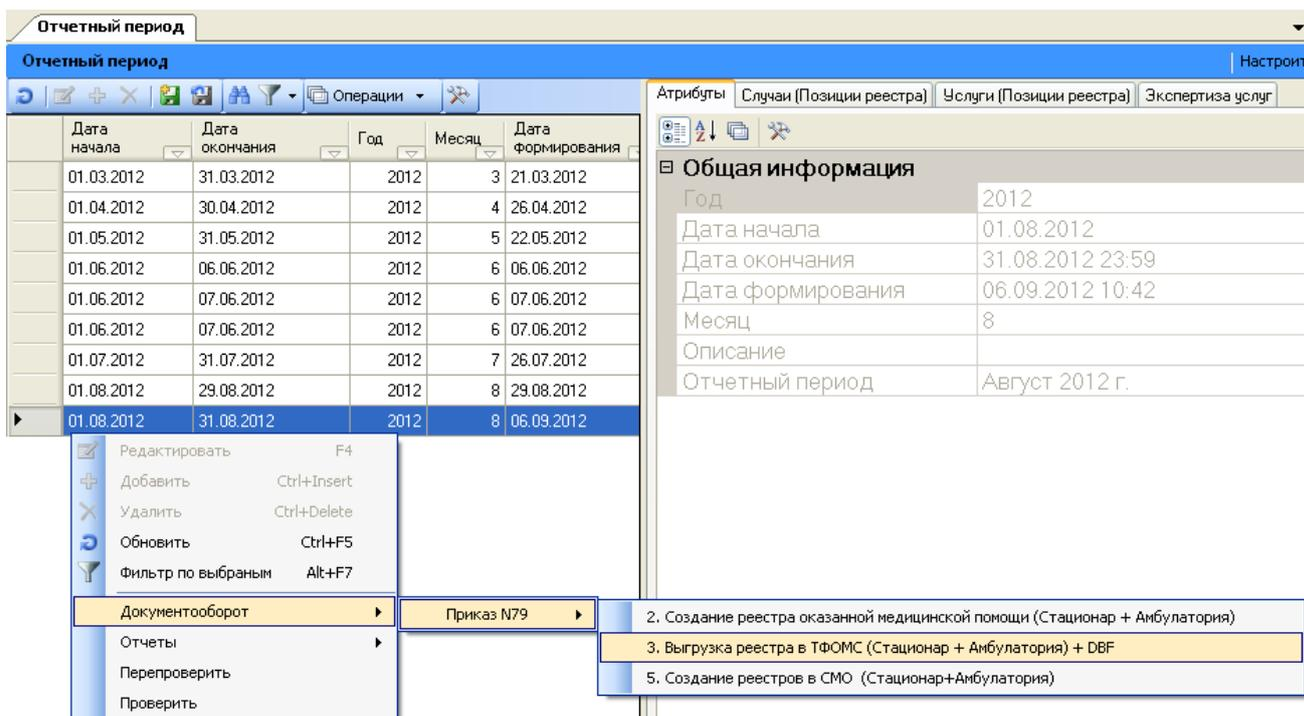 Отчетный период
Отчетный период
Настроит
Операции
Атрибуты Случаи (Позиции реестра) Услуги (Позиции реестра) Экспертиза услуг
Дата начала Дата окончания Год Месяц Дата формирования
01.03.2012 31.03.2012 2012 3 21.03.2012
01.04.2012 30.04.2012 2012 4 26.04.2012
01.05.2012 31.05.2012 2012 5 22.05.2012
01.06.2012 06.06.2012 2012 6 06.06.2012
01.06.2012 07.06.2012 2012 6 07.06.2012
01.06.2012 07.06.2012 2012 6 07.06.2012
01.07.2012 31.07.2012 2012 7 26.07.2012
01.08.2012 29.08.2012 2012 8 29.08.2012
01.08.2012 31.08.2012 2012 8 06.09.2012
Общая информация
Год 2012
Дата начала 01.08.2012
Дата окончания 31.08.2012 23:59
Дата формирования 06.09.2012 10:42
Месяц 8
Описание
Отчетный период Август 2012 г.
Редактировать F4
Добавить Ctrl+Insert
Удалить Ctrl+Delete
Обновить Ctrl+F5
Фильтр по выбраным Alt+F7
Документооборот
Отчеты
Перепроверить
Проверить
Приказ N79
2. Создание реестра оказанной медицинской помощи (Стационар + Амбулатория)
3. Выгрузка реестра в ТФОМС (Стационар + Амбулатория) + DBF
5. Создание реестров в СМО (Стационар+Амбулатория)